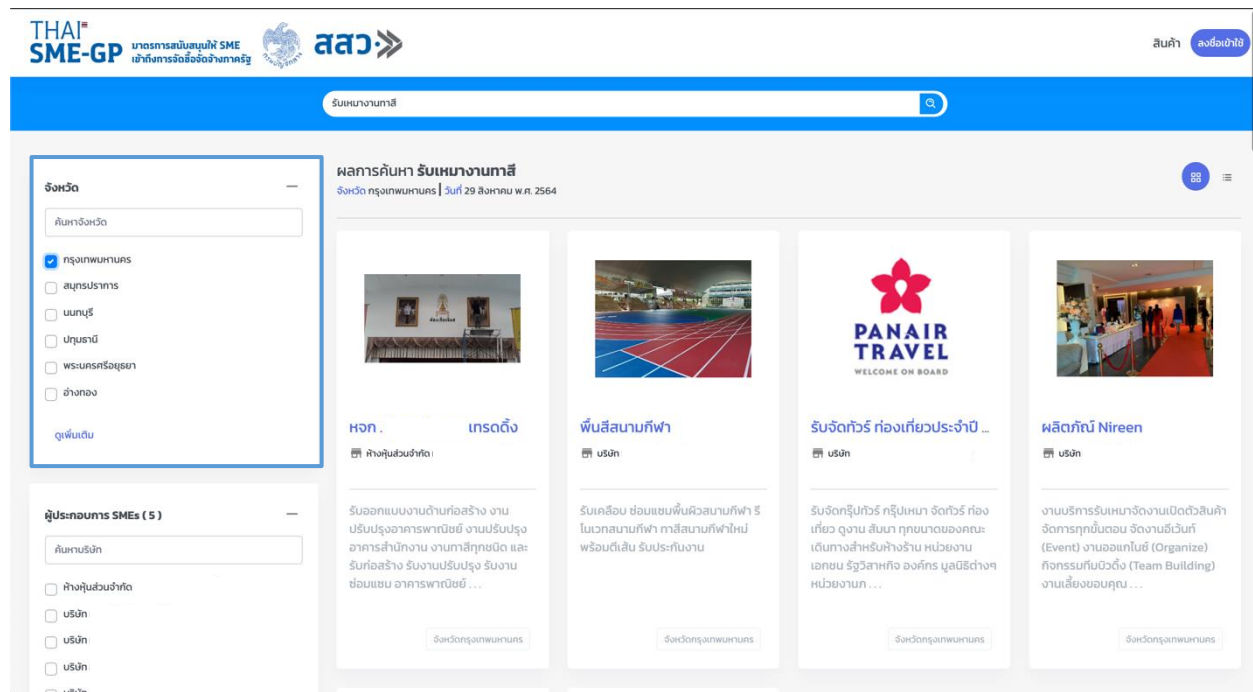 THAI
SME-GP
มาตรการสนับสนุนให้ SME
เข้าถึงการจัดซื้อจัดจ้างภาครัฐ
สสว.
สินค้า
ลงชื่อเข้าใช้
รับเหมางานทาสี
จังหวัด
ค้นหาจังหวัด
กรุงเทพมหานคร
สมุทรปราการ
นนทบุรี
ปทุมธานี
พระนครศรีอยุธยา
อ่างทอง
ดูเพิ่มเติม
ผู้ประกอบการ SMEs ( 5 )
ค้นหาบริษัท
ห้างหุ้นส่วนจำกัด
บริษัท
บริษัท
บริษัท
บริษัท
ผลการค้นหา รับเหมางานทาสี
จังหวัด กรุงเทพมหานคร | วันที่ 29 สิงหาคม พ.ศ. 2564
หจก . เทรดดิ้ง
ห้างหุ้นส่วนจำกัด
รับออกแบบงานด้านก่อสร้าง งาน
ปรับปรุงอาคารพาณิชย์ งานปรับปรุง
อาคารสำนักงาน งานทาสีทุกชนิด และ
รับก่อสร้าง รับงานปรับปรุง รับงาน
ซ่อมแซม อาคารพาณิชย์ . . .
จังหวัดกรุงเทพมหานคร
พื้นสีสนามกีฬา
บริษัท
รับเคลือบ ซ่อมแซมพื้นผิวสนามกีฬา รี
โนเวทสนามกีฬา ทาสีสนามกีฬาใหม่
พร้อมตีเส้น รับประกันงาน
จังหวัดกรุงเทพมหานคร
PANAIR
TRAVEL
WELCOME ON BOARD
รับจัดทัวร์ ท่องเที่ยวประจำปี ...
บริษัท
รับจัดกรุ๊ปทัวร์ กรุ๊ปเหมา จัดทัวร์ ท่อง
เที่ยว ดูงาน สัมนา ทุกขนาดของคณะ
เดินทางสำหรับห้างร้าน หน่วยงาน
เอกชน รัฐวิสาหกิจ องค์กร มูลนิธิต่างๆ
หน่วยงานภ . . .
จังหวัดกรุงเทพมหานคร
ผลิตภัณ์ Nireen
บริษัท
งานบริการรับเหมาจัดงานเปิดตัวสินค้า
จัดการทุกขั้นตอน จัดงานอีเว้นท์
(Event) งานออแกไนซ์ (Organize)
กิจกรรมทีมบิวดิ้ง (Team Building)
งานเลี้ยงขอบคุณ . . .
จังหวัดกรุงเทพมหานคร